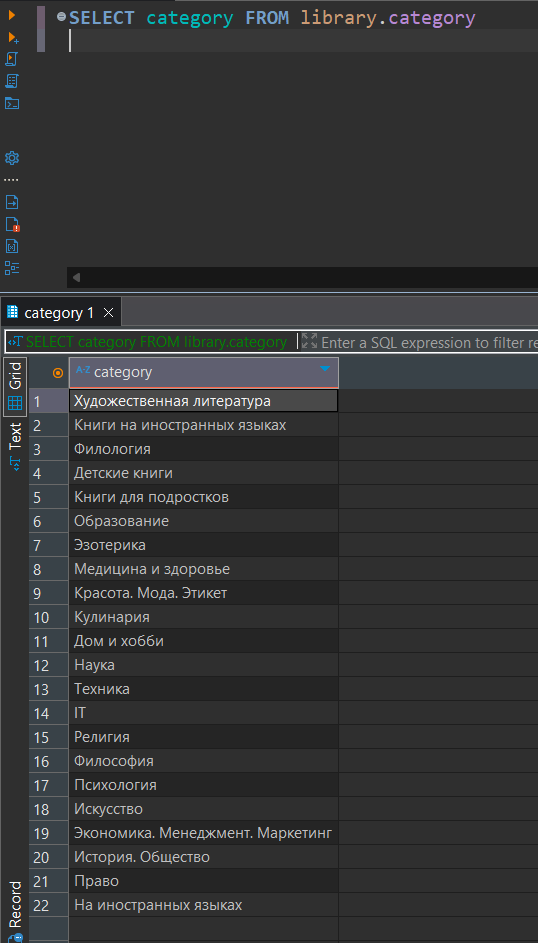 SELECT category FROM library.category
category 1
SELECT category FROM library.category Enter a SQL expression to filter re
Grid
Text
Record
A-Z category
1 Художественная литература
2 Книги на иностранных языках
3 Филология
4 Детские книги
5 Книги для подростков
6 Образование
7 Эзотерика
8 Медицина и здоровье
9 Красота. Мода. Этикет
10 Кулинария
11 Дом и хобби
12 Наука
13 Техника
14 IT
15 Религия
16 Философия
17 Психология
18 Искусство
19 Экономика. Менеджмент. Маркетинг
20 История. Общество
21 Право
22 На иностранных языках